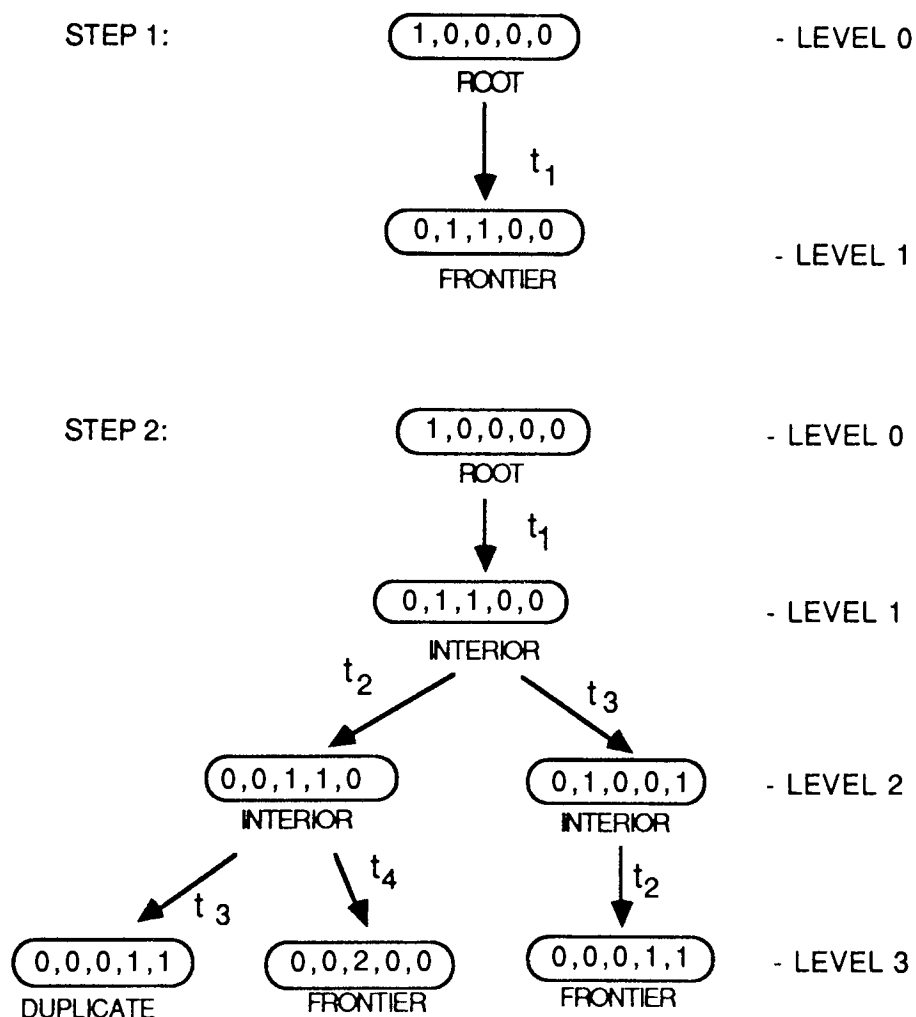 STEP 1:
1,0,0,0,0
- LEVEL 0
ROOT
t1
0,1,1,0,0
- LEVEL 1
FRONTIER
STEP 2:
1,0,0,0,0
- LEVEL 0
ROOT
t1
0,1,1,0,0
- LEVEL 1
INTERIOR
t2
t3
0,0,1,1,0
0,1,0,0,1
- LEVEL 2
INTERIOR
INTERIOR
t3
t4
t2
0,0,0,1,1
0,0,2,0,0
0,0,0,1,1
- LEVEL 3
DUPLICATE
FRONTIER
FRONTIER